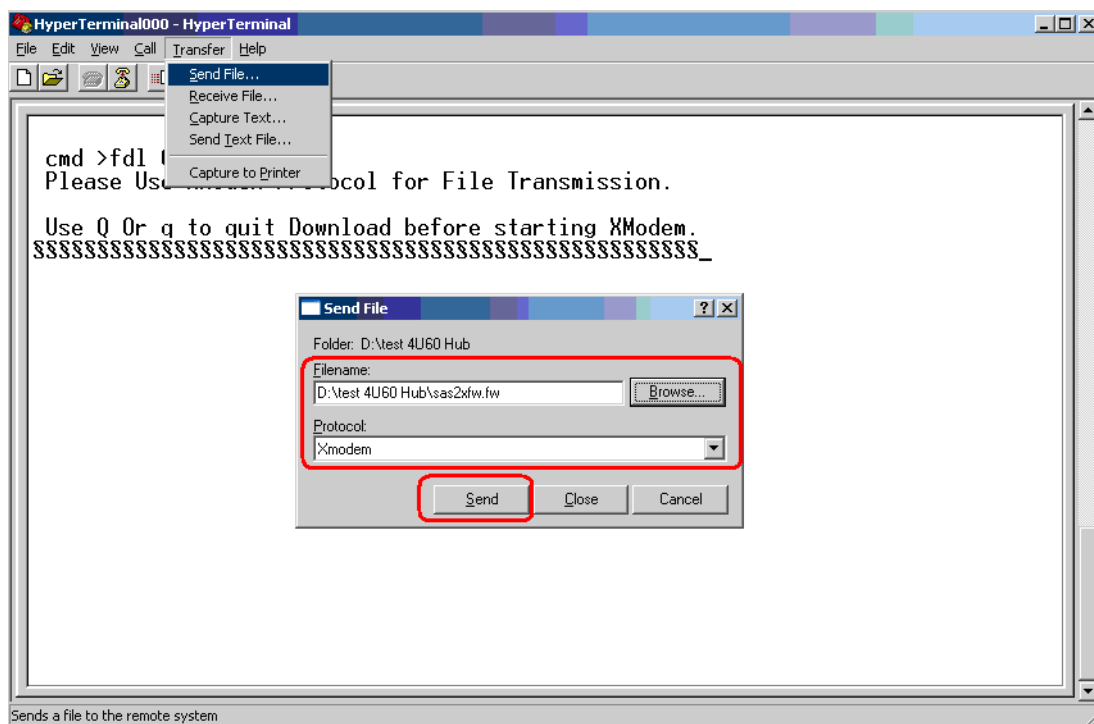 HyperTerminal000 - HyperTerminal
File Edit View Call Transfer Help
Send File...
Receive File...
Capture Text...
Send Text File...
Capture to Printer
cmd >fdl
Please Use Protocol for File Transmission.
Use Q Or q to quit Download before starting XModem.
§§§§§§§§§§§§§§§§§§§§§§§§§§§§§§§§§§§§§§§§§§§§§§§§§§§§_
Send File
Folder: D:\test 4U60 Hub
Filename:
D:\test 4U60 Hub\sas2xfw.fw
Browse...
Protocol:
Xmodem
Send Close Cancel
Sends a file to the remote system